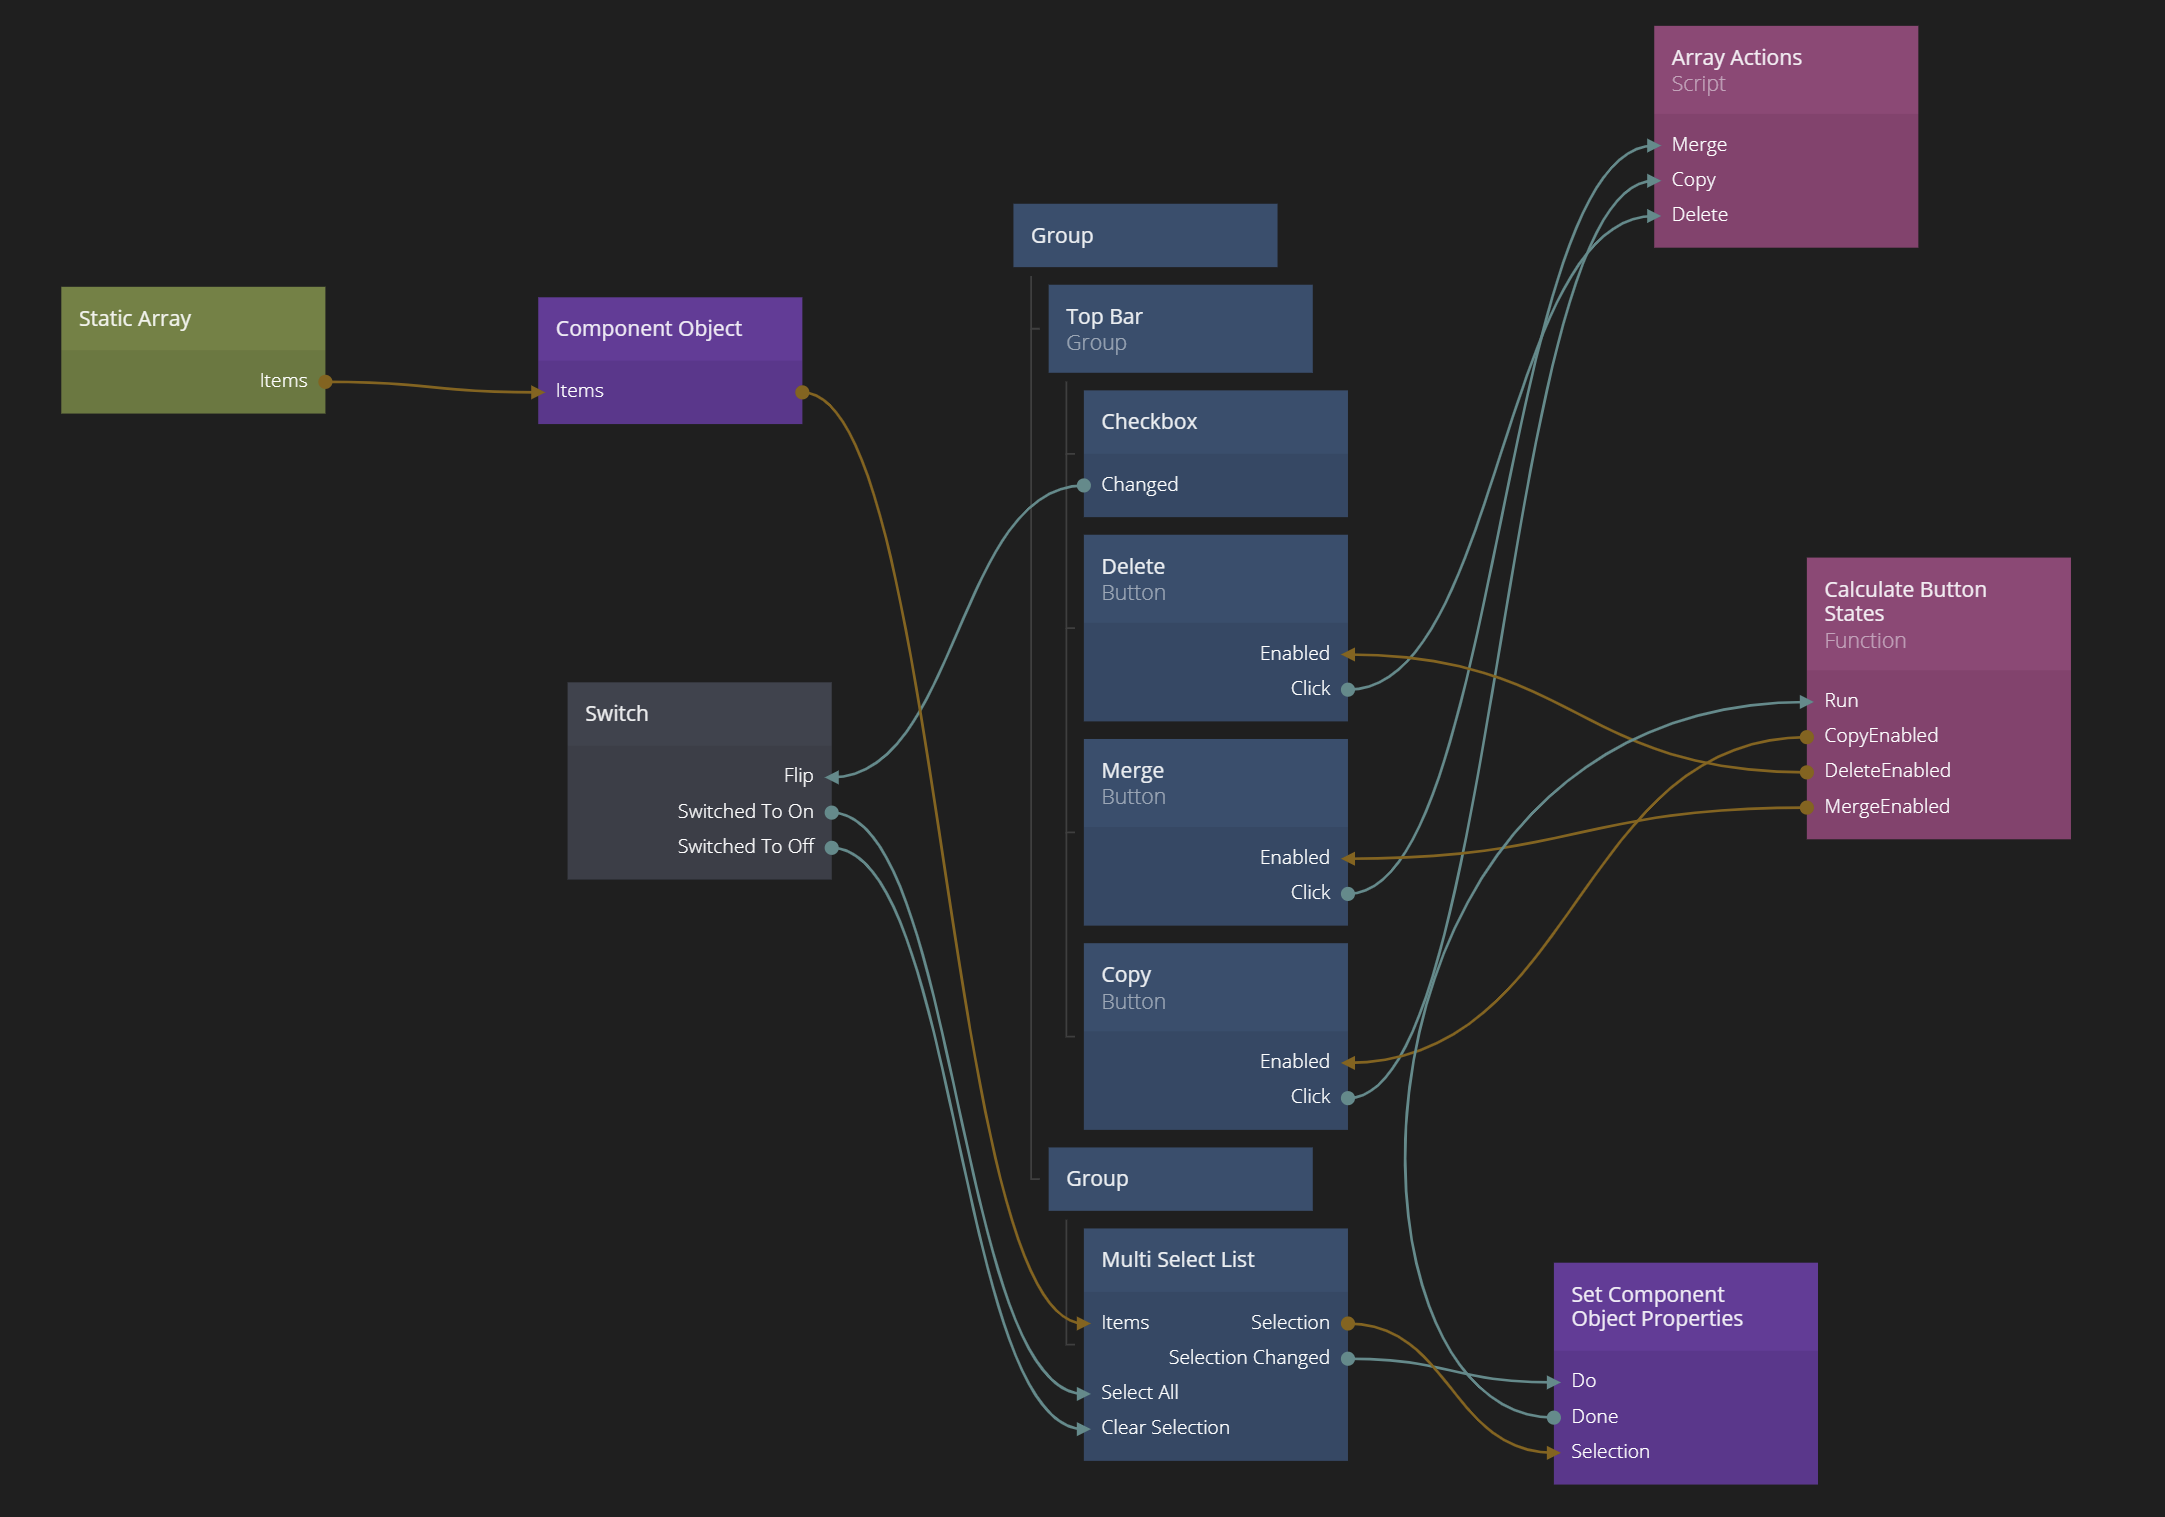 Static Array
Items
Component Object
Items
Switch
Flip
Switched To On
Switched To Off
Group
Top Bar
Group
Checkbox
Changed
Delete
Button
Enabled
Click
Merge
Button
Enabled
Click
Copy
Button
Enabled
Click
Group
Multi Select List
Items
Selection
Selection Changed
Select All
Clear Selection
Array Actions
Script
Merge
Copy
Delete
Calculate Button
States
Function
Run
CopyEnabled
DeleteEnabled
MergeEnabled
Set Component
Object Properties
Do
Done
Selection